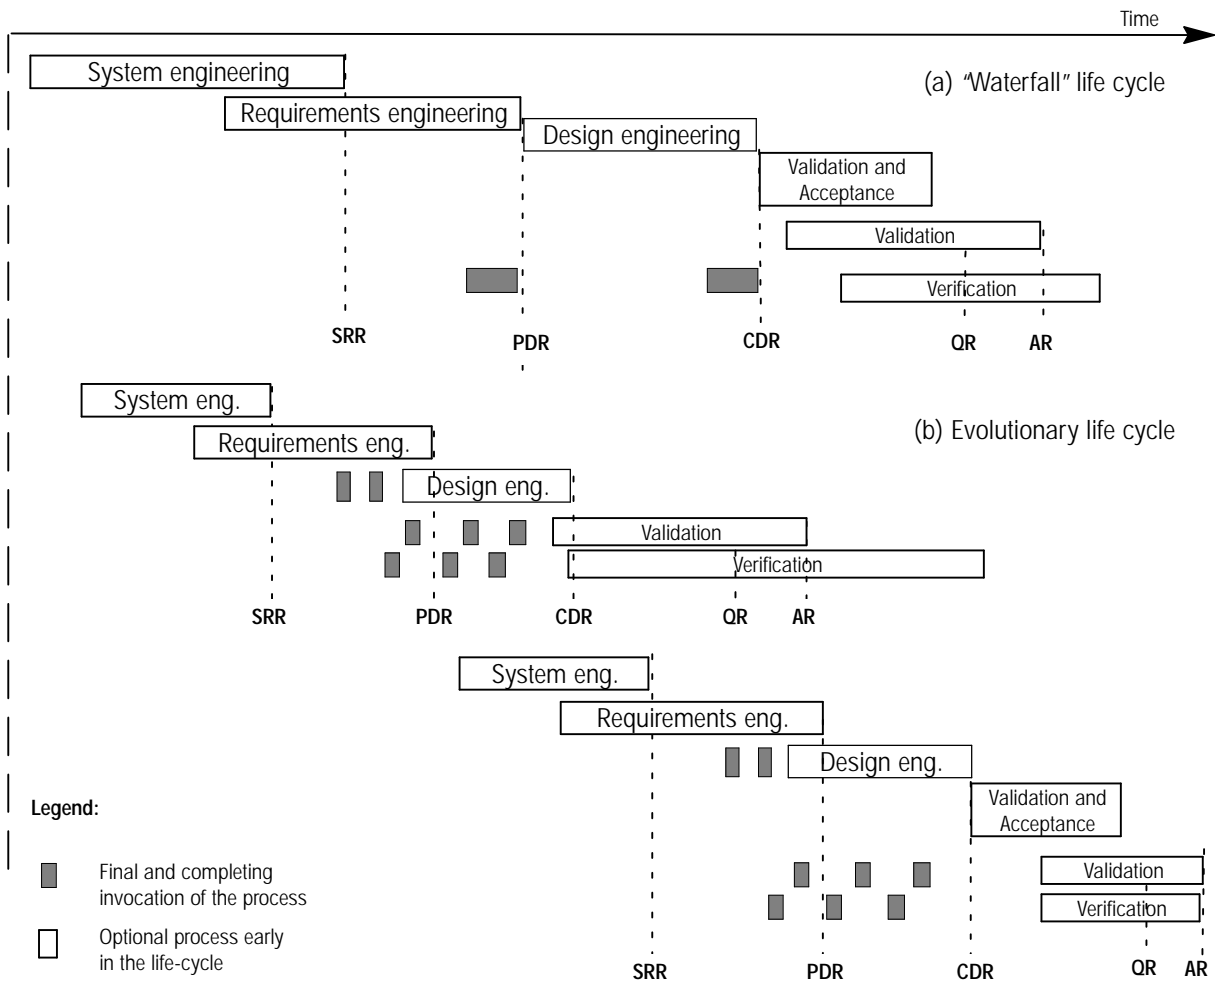 Time
System engineering
(a) “Waterfall” life cycle
Requirements engineering
Design engineering
Validation and
Acceptance
Validation
Verification
SRR
PDR
CDR
QR
AR
System eng.
(b) Evolutionary life cycle
Requirements eng.
Design eng.
Validation
Verification
SRR
PDR
CDR
QR
AR
System eng.
Requirements eng.
Design eng.
Validation and
Acceptance
Legend:
Final and completing
invocation of the process
Validation
Verification
Optional process early
in the life-cycle
SRR
PDR
CDR
QR
AR